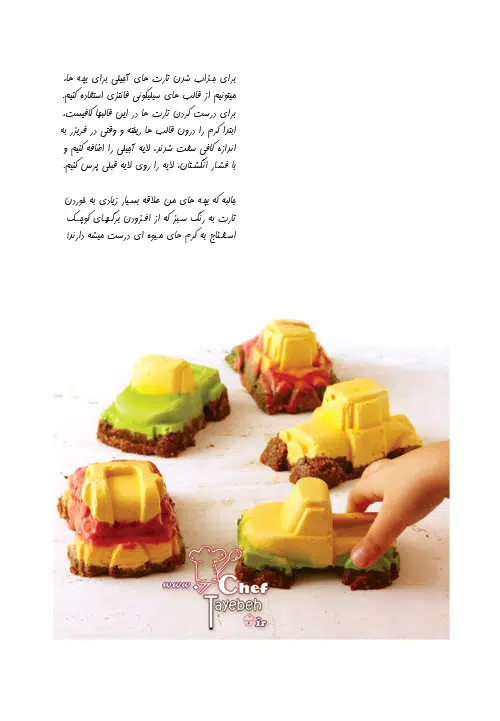 برای جذاب شدن تارت های آجیلی برای بچه ها،
میتونیم از قالب های سیلیکونی فانتزی استفاده کنیم.
برای درست کردن تارت ها در این قالبها کافیست،
ابتدا کرم را درون قالب ها ریخته و وقتی در فریزر به
اندازه کافی سفت شدند، لایه آجیلی را اضافه کنیم و
با فشار انگشتان، لایه را روی لایه قبلی پرس کنیم.
جالبه که بچه های من علاقه بسیار زیادی به خوردن
تارت به رنگ سبز که از افزودن برگهای کوچک
اسفناج به کرم های میوه ای درست میشه دارند!
www.Chef
Tayebeh
.ir